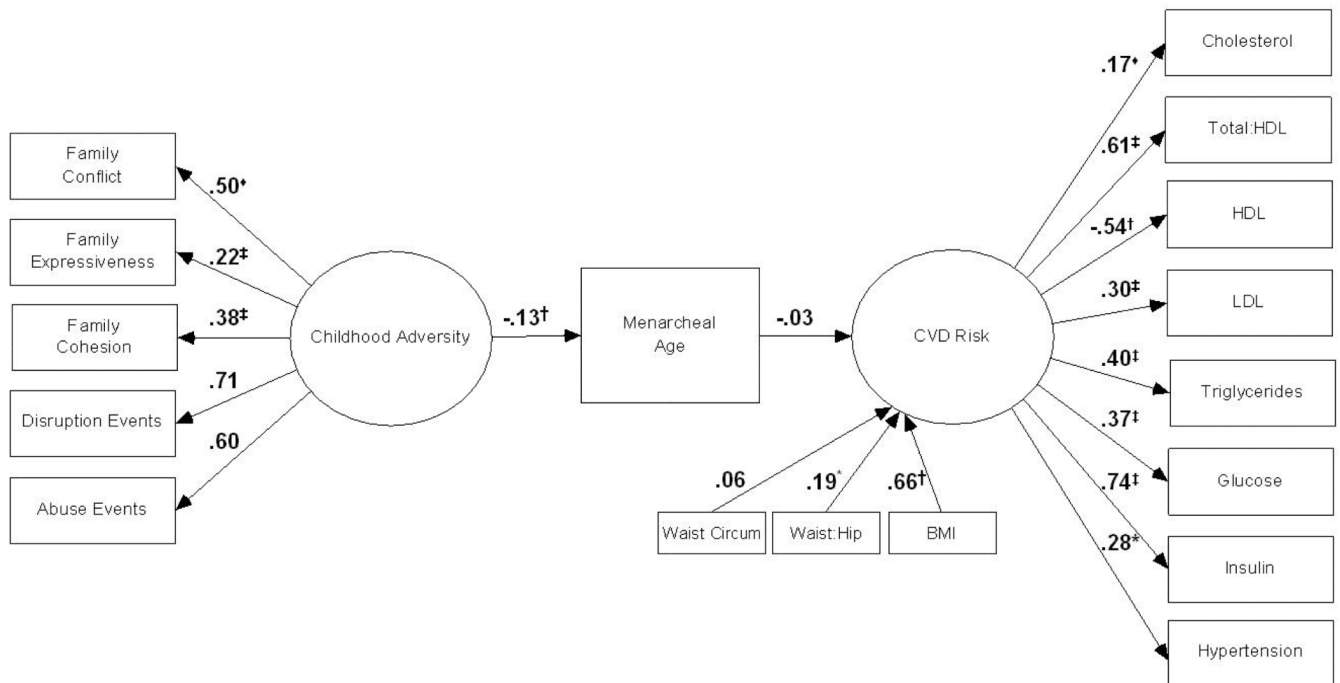 Family
Conflict
.50♦
Family
Expressiveness
.22‡
Family
Cohesion
.38‡
Disruption Events
.71
Abuse Events
.60
Childhood Adversity
-.13†
Menarcheal
Age
-.03
CVD Risk
.06
.19*
.66†
Waist Circum
Waist:Hip
BMI
.17♦
Cholesterol
.61‡
Total:HDL
-.54†
HDL
.30‡
LDL
.40‡
Triglycerides
.37‡
Glucose
.74‡
Insulin
.28*
Hypertension